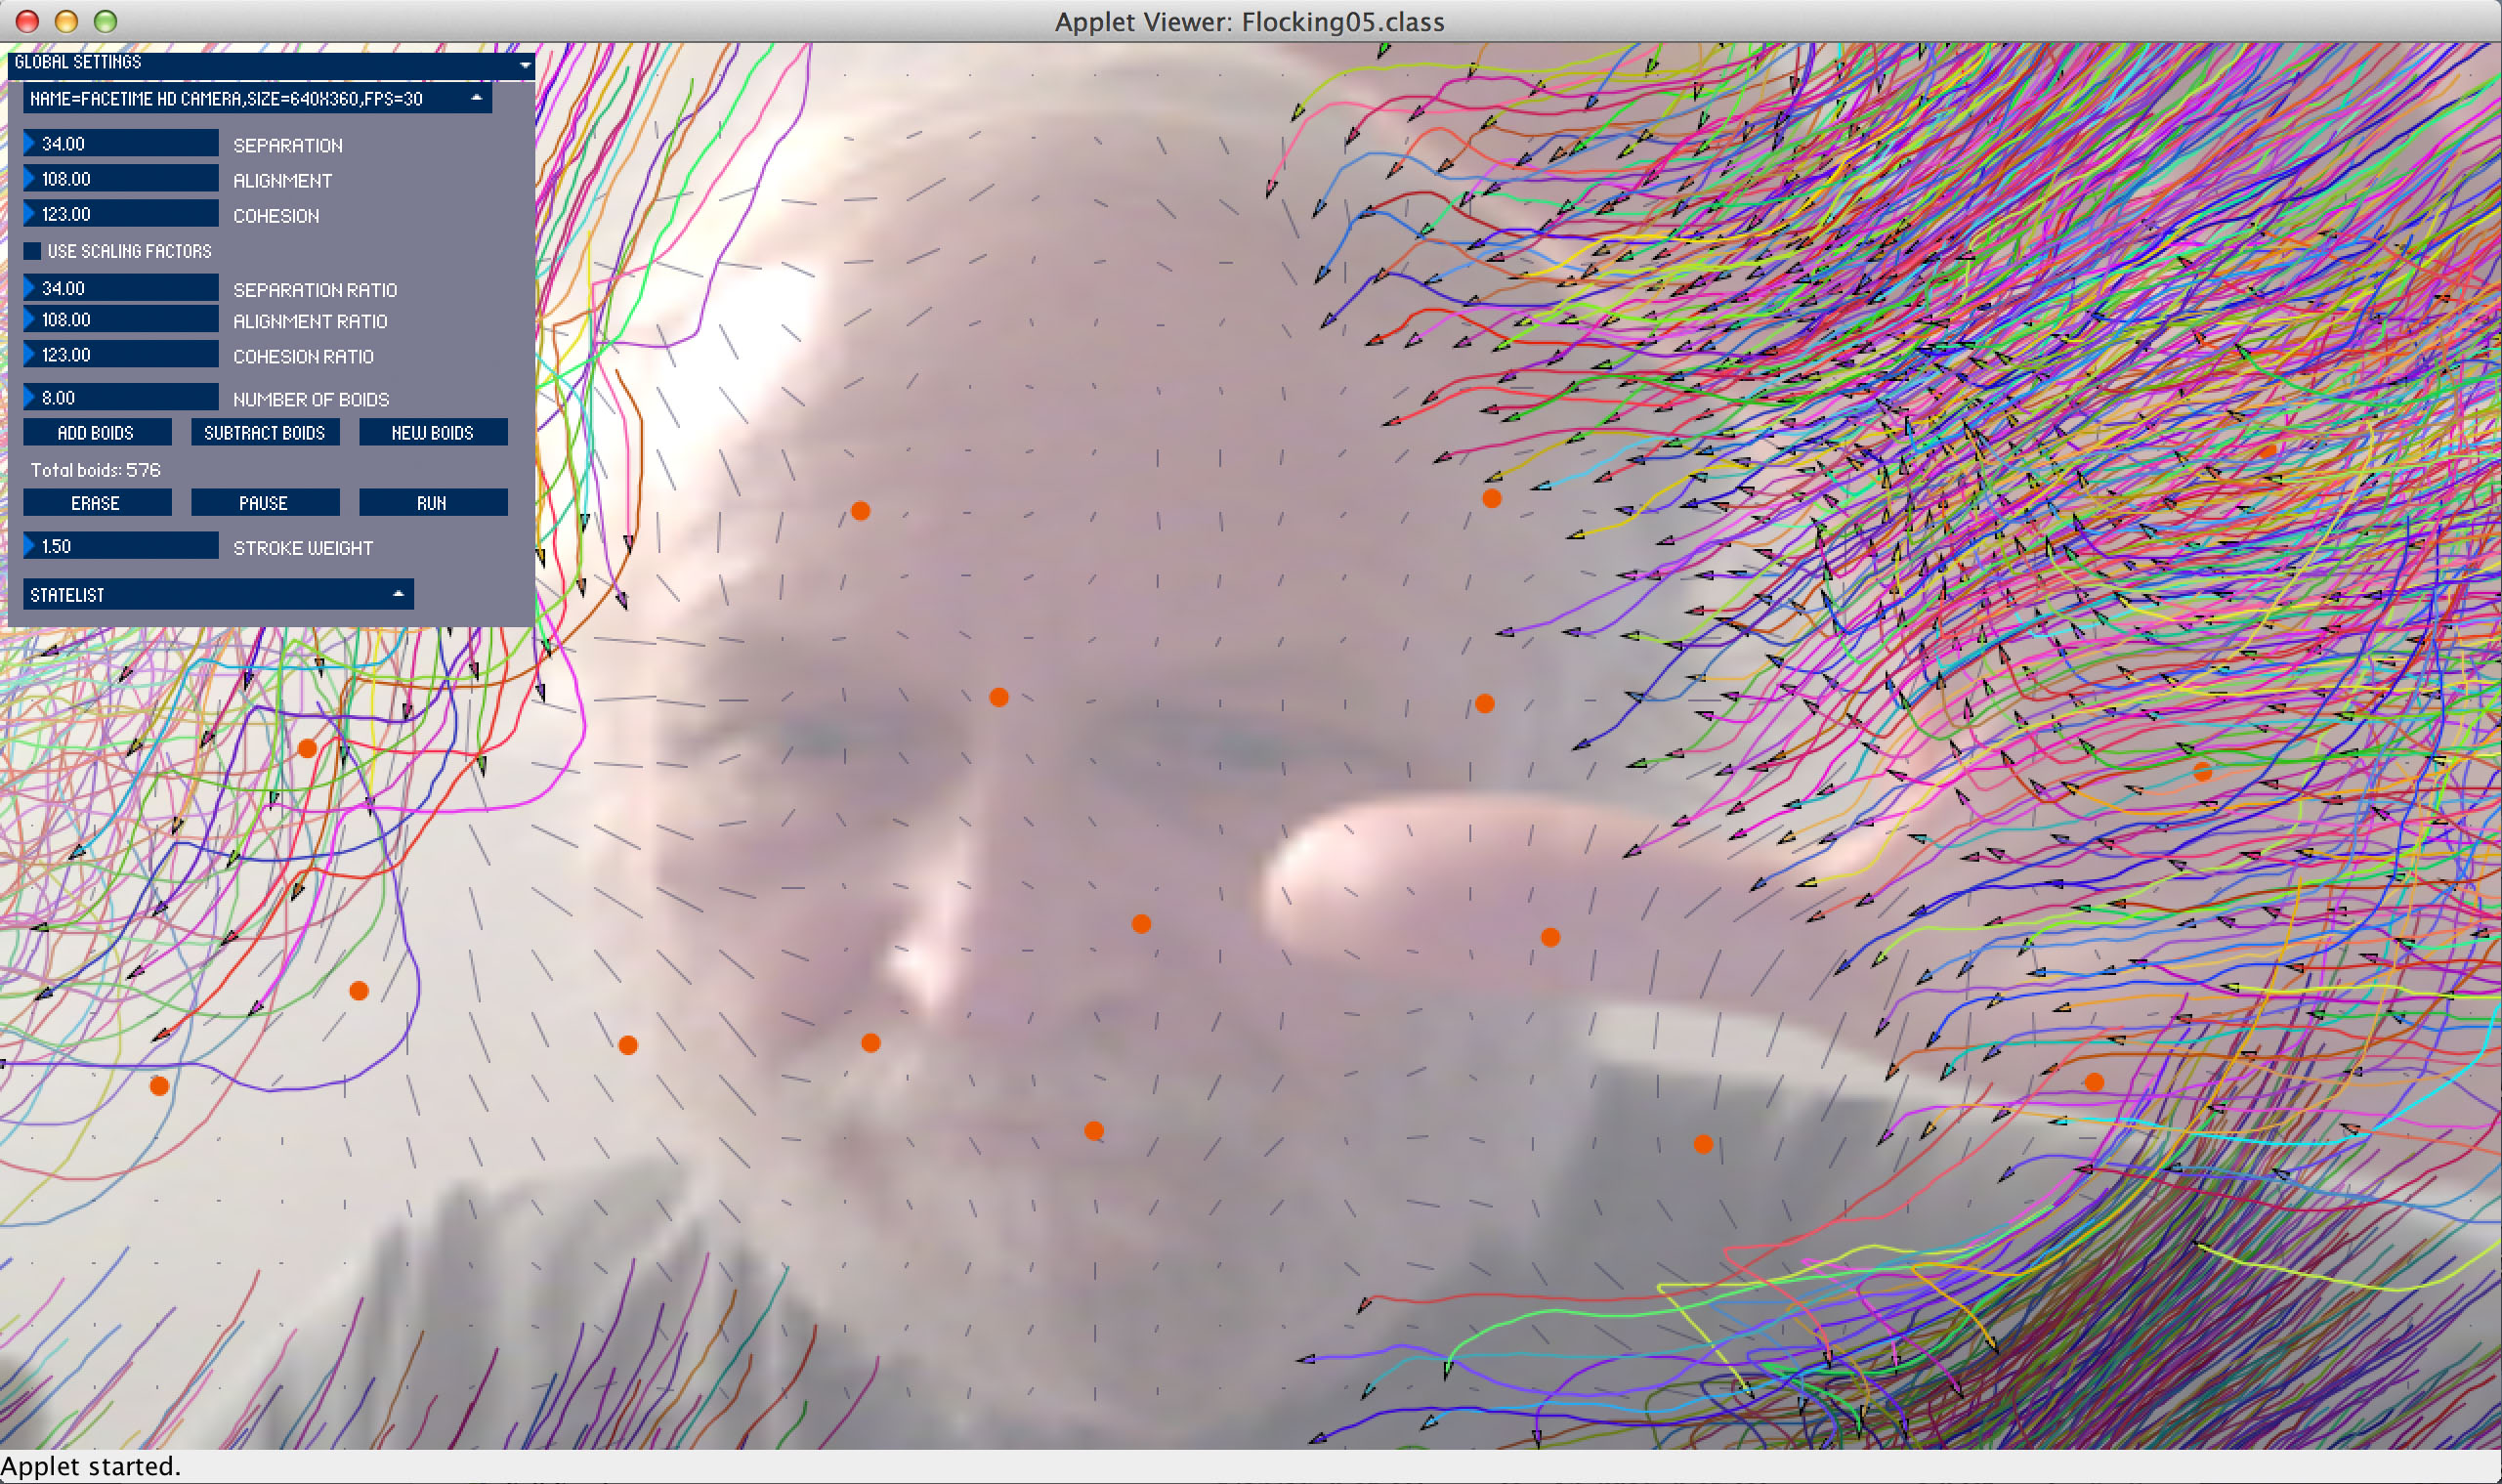 Applet Viewer: Flocking05.class
GLOBAL SETTINGS
NAME=FACETIME HD CAMERA,SIZE=640X360,FPS=30
34.00 SEPARATION
108.00 ALIGNMENT
123.00 COHESION
USE SCALING FACTORS
34.00 SEPARATION RATIO
108.00 ALIGNMENT RATIO
123.00 COHESION RATIO
8.00 NUMBER OF BOIDS
ADD BOIDS SUBTRACT BOIDS NEW BOIDS
Total boids: 576
ERASE PAUSE RUN
1.50 STROKE WEIGHT
STATELIST
Applet started.